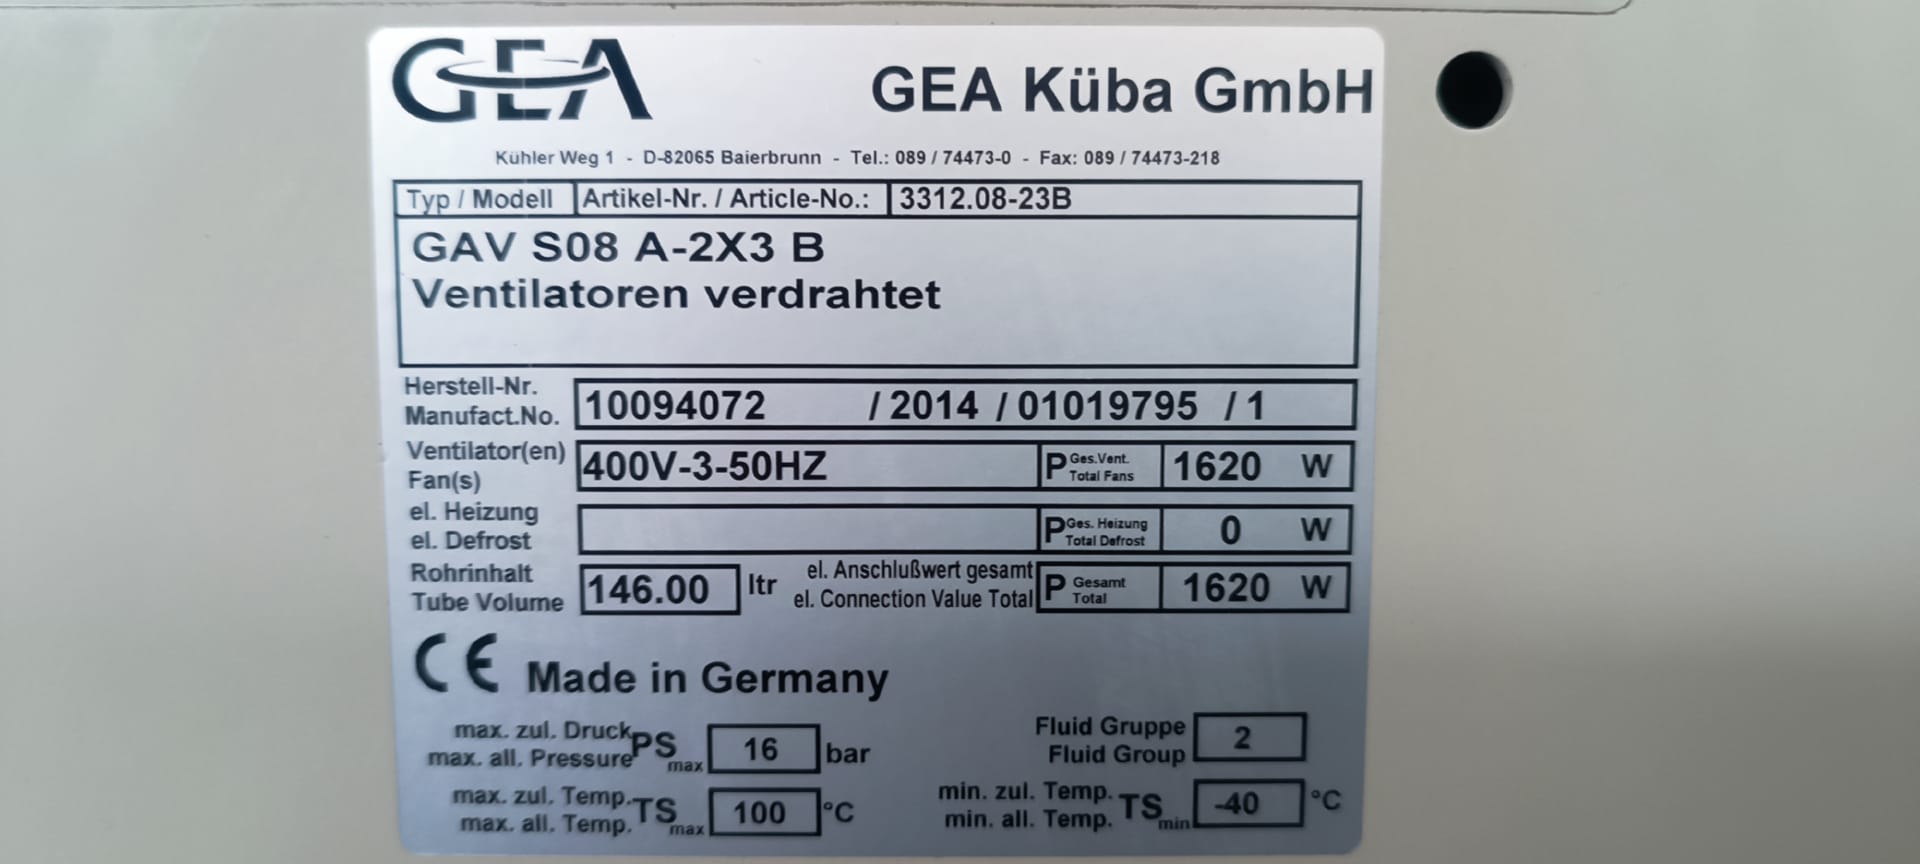 GEA GEA Küba GmbH
Kühler Weg 1 - D-82065 Baierbrunn - Tel.: 089 / 74473-0 - Fax: 089 / 74473-218
Typ / Modell Artikel-Nr. / Article-No.: 3312.08-23B
GAV S08 A-2X3 B
Ventilatoren verdrahtet
Herstell-Nr.
Manufact.No. 10094072 / 2014 / 01019795 / 1
Ventilator(en)
Fan(s) 400V-3-50HZ P Ges.Vent. Total Fans 1620 W
el. Heizung
el. Defrost P Ges. Heizung Total Defrost 0 W
Rohrinhalt
Tube Volume 146.00 ltr
el. Anschlußwert gesamt
el. Connection Value Total P Gesamt Total 1620 W
CE Made in Germany
max. zul. Druck
max. all. Pressure PS max 16 bar
Fluid Gruppe
Fluid Group 2
max. zul. Temp.
max. all. Temp. TS max 100 °C
min. zul. Temp.
min. all. Temp. TS min -40 °C